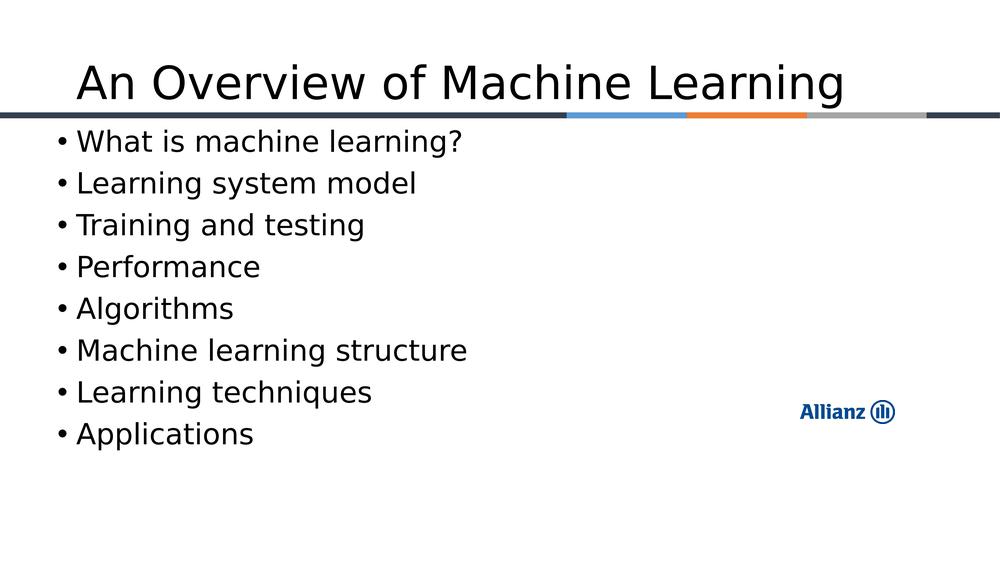 An Overview of Machine Learning
• What is machine learning?
• Learning system model
• Training and testing
• Performance
• Algorithms
• Machine learning structure
• Learning techniques
• Applications
Allianz